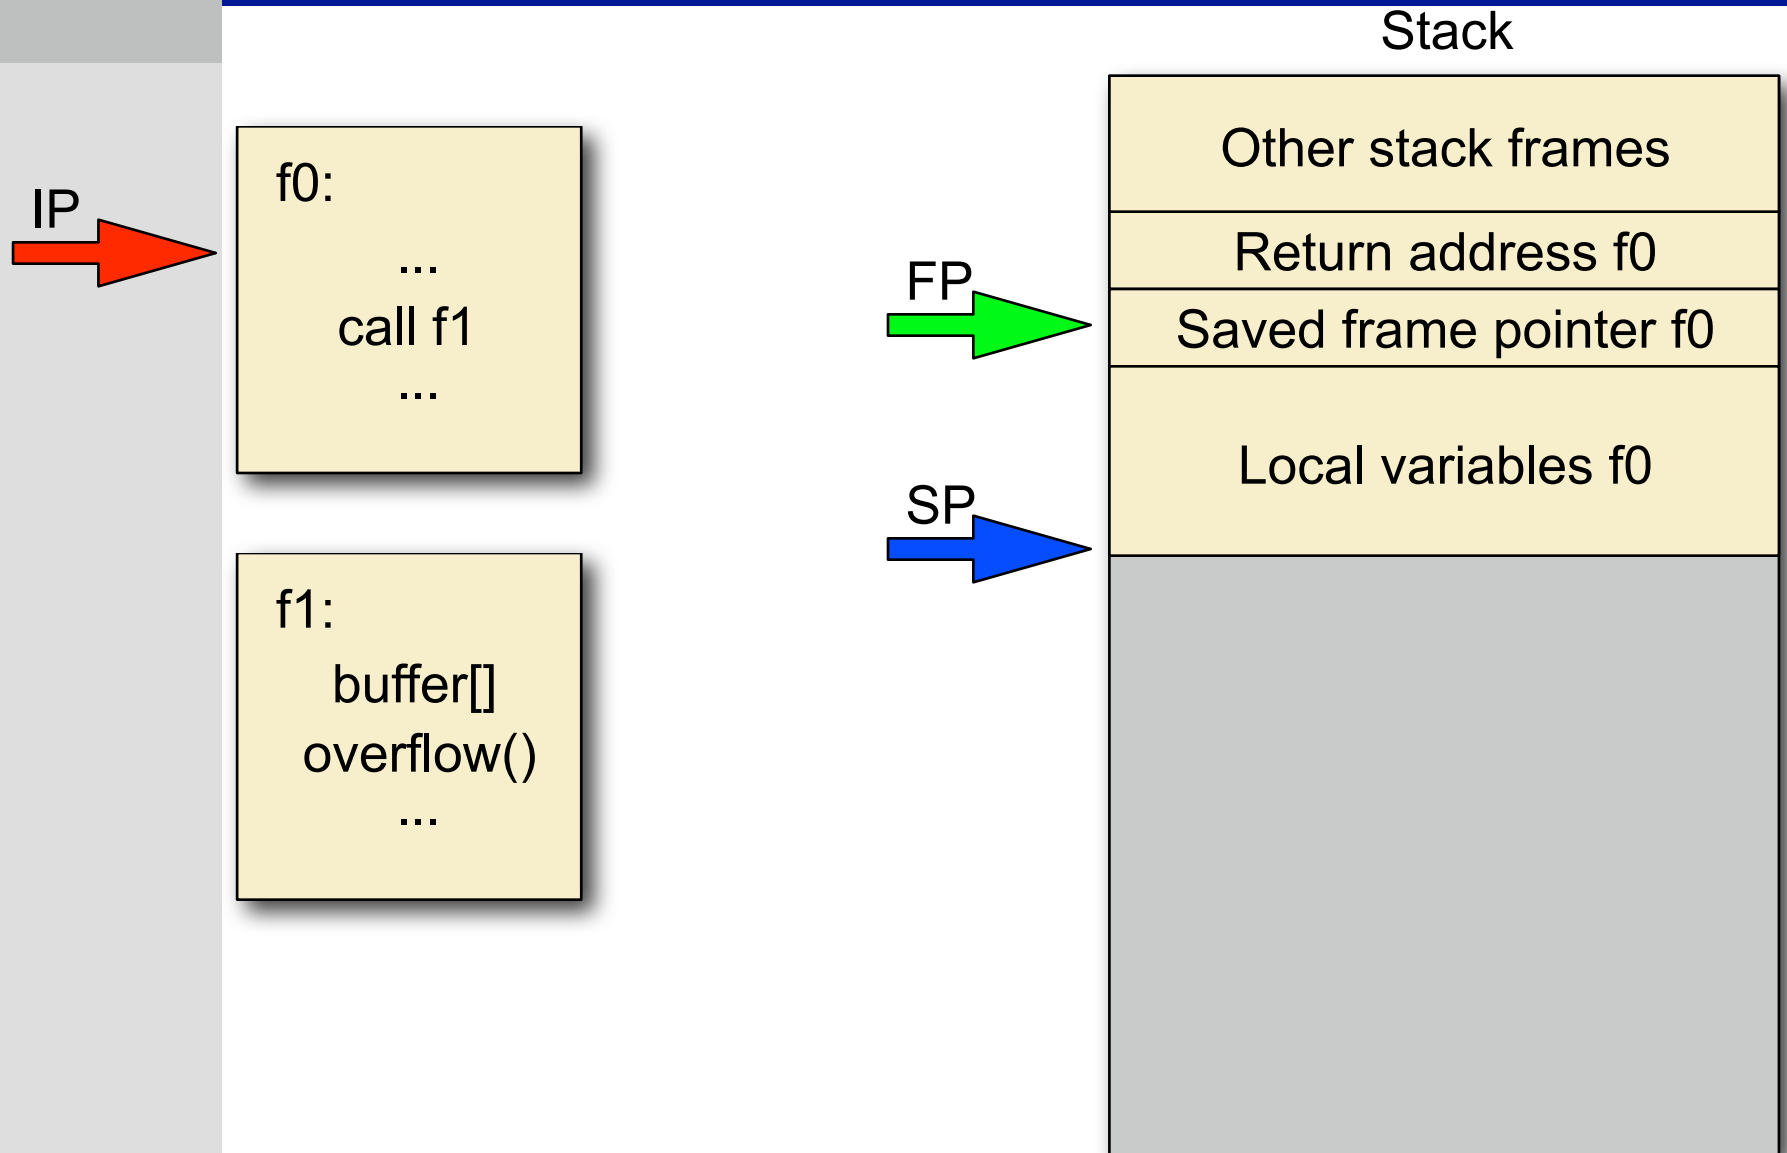 Stack
IP
f0:
...
call f1
...
f1:
buffer[]
overflow()
...
FP
SP
Other stack frames
Return address f0
Saved frame pointer f0
Local variables f0